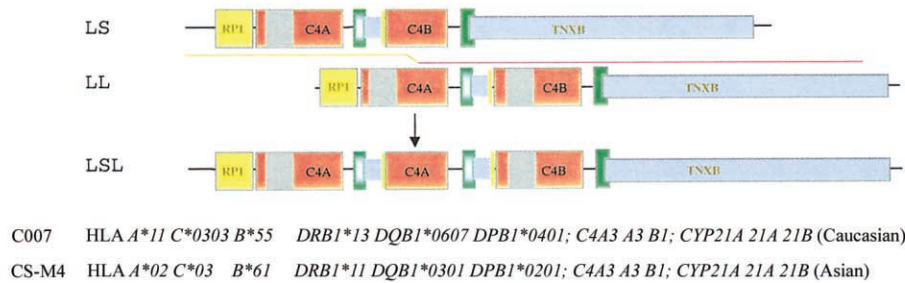 LS RP1 C4A C4B TNXB
LL RP1 C4A C4B TNXB
LSL RP1 C4A C4A C4B TNXB
C007 HLA A*11 C*0303 B*55 DRB1*13 DQB1*0607 DPB1*0401; C4A3 A3 B1; CYP21A 21A 21B (Caucasian)
CS-M4 HLA A*02 C*03 B*61 DRB1*11 DQB1*0301 DPB1*0201; C4A3 A3 B1; CYP21A 21A 21B (Asian)